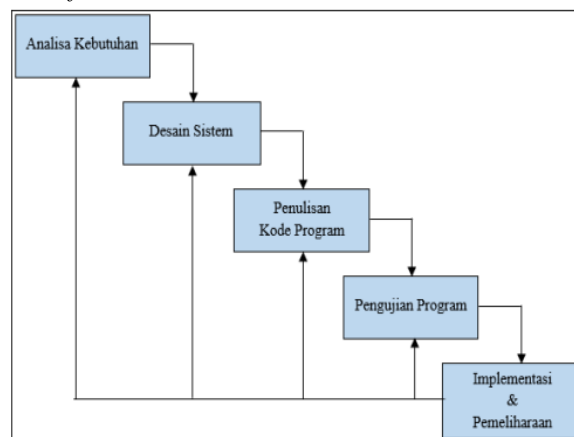 Analisa Kebutuhan
Desain Sistem
Penulisan
Kode Program
Pengujian Program
Implementasi
&
Pemeliharaan